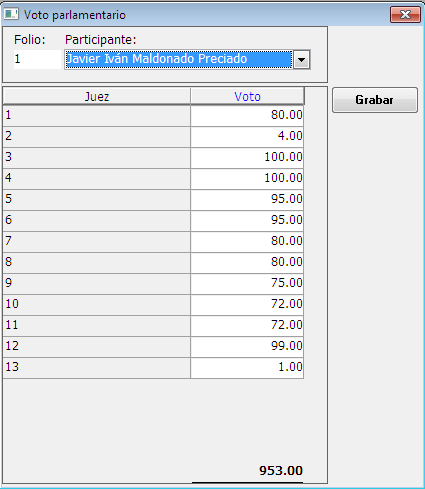 Voto parlamentario
Folio: Participante:
1 Javier Iván Maldonado Preciado
Juez Voto
Grabar
1 80.00
2 4.00
3 100.00
4 100.00
5 95.00
6 95.00
7 80.00
8 80.00
9 75.00
10 72.00
11 72.00
12 99.00
13 1.00
953.00